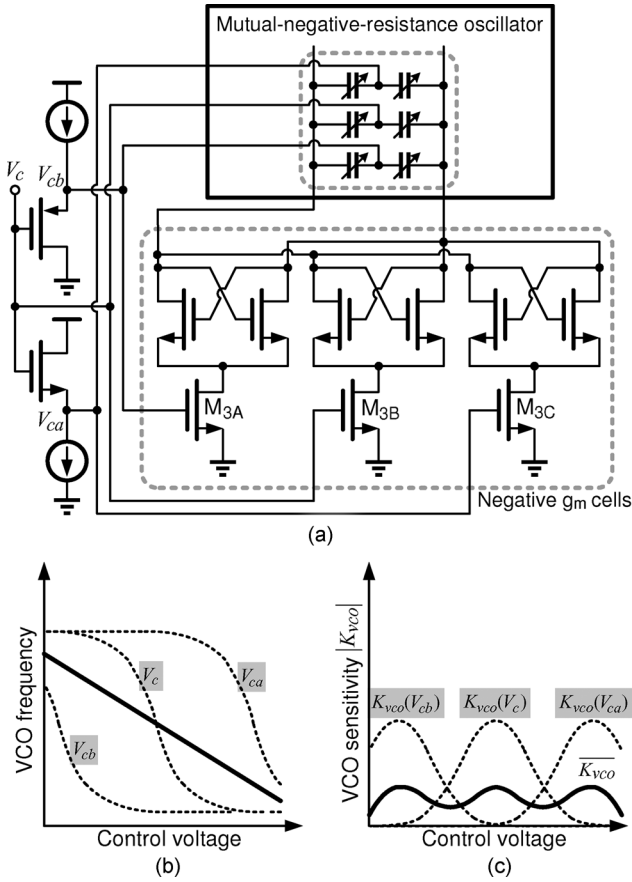 Mutual-negative-resistance oscillator
Vc
Vcb
Vca
M3A
M3B
M3C
Negative gm cells
(a)
VCO frequency
Vc
Vca
Vcb
Control voltage
(b)
VCO sensitivity |Kvco|
Kvco(Vcb)
Kvco(Vc)
Kvco(Vca)
Kvco
Control voltage
(c)